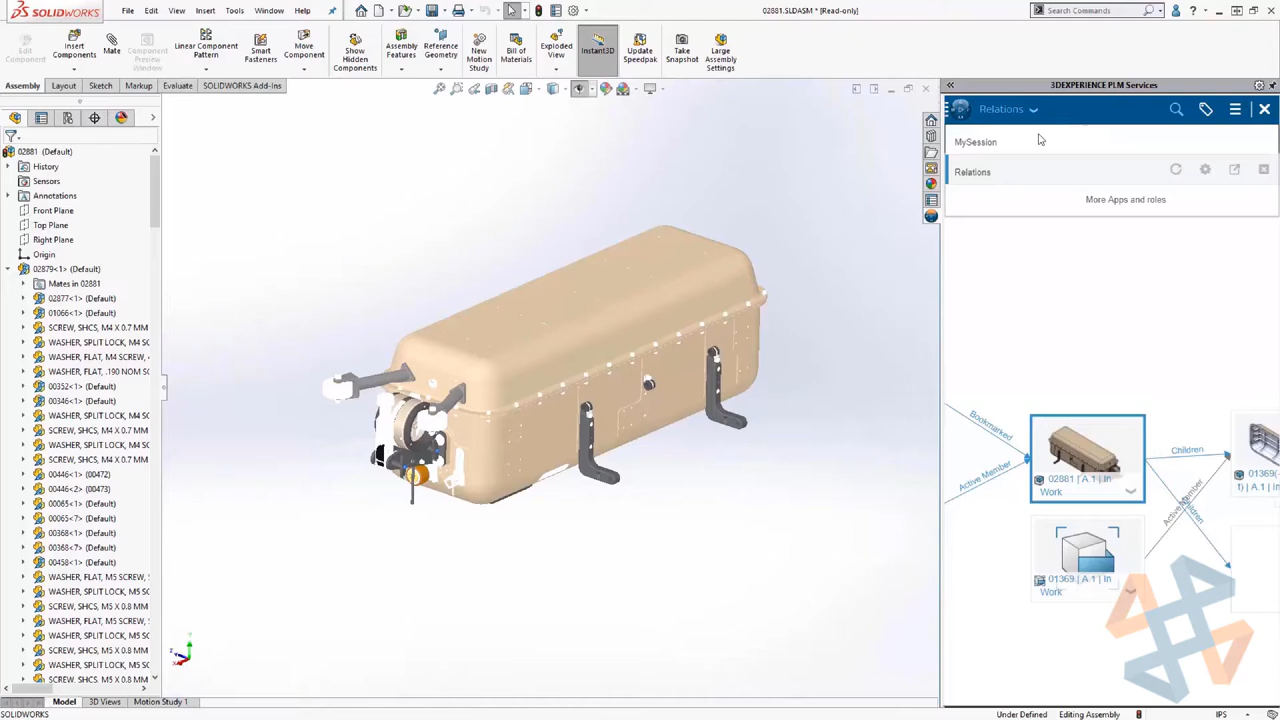 SOLIDWORKS
File
Edit
View
Insert
Tools
Window
Help
02881.SLDASM * [Read-only]
Search Commands
Edit
Component
Insert
Components
Mate
Component
Preview
Window
Linear Component
Pattern
Smart
Fasteners
Move
Component
Show
Hidden
Components
Assembly
Features
Reference
Geometry
New
Motion
Study
Bill of
Materials
Exploded
View
Instant3D
Update
Speedpak
Take
Snapshot
Large
Assembly
Settings
Assembly
Layout
Sketch
Markup
Evaluate
SOLIDWORKS Add-Ins
02881 (Default)
History
Sensors
Annotations
Front Plane
Top Plane
Right Plane
Origin
02879<1> (Default)
Mates in 02881
02877<1> (Default)
01066<1> (Default)
SCREW, SHCS, M4 X 0.7 MM
WASHER, SPLIT LOCK, M4 S
WASHER, FLAT, M4 SCREW, 
WASHER, FLAT, .190 NOM S
00352<1> (Default)
00346<1> (Default)
WASHER, SPLIT LOCK, M4 S
SCREW, SHCS, M4 X 0.7 MM
WASHER, SPLIT LOCK, M4 S
SCREW, SHCS, M4 X 0.7 MM
00446<1> (00472)
00446<2> (00473)
00065<1> (Default)
00065<7> (Default)
00368<1> (Default)
00368<7> (Default)
00458<1> (Default)
WASHER, FLAT, M5 SCREW, 
WASHER, SPLIT LOCK, M5 S
SCREW, SHCS, M5 X 0.8 MM
WASHER, FLAT, M5 SCREW, 
WASHER, SPLIT LOCK, M5 S
SCREW, SHCS, M5 X 0.8 MM
WASHER, SPLIT LOCK, M5 S
SCREW, SHCS, M5 X 0.8 MM
Model
3D Views
Motion Study 1
SOLIDWORKS
Under Defined
Editing Assembly
IPS
3DEXPERIENCE PLM Services
Relations
MySession
Relations
More Apps and roles
Bookmarked
Active Member
02881 | A.1 | In
Work
Children
Active Member
Children
01369(-
t) | A.1 | In
01369 | A.1 | In
Work